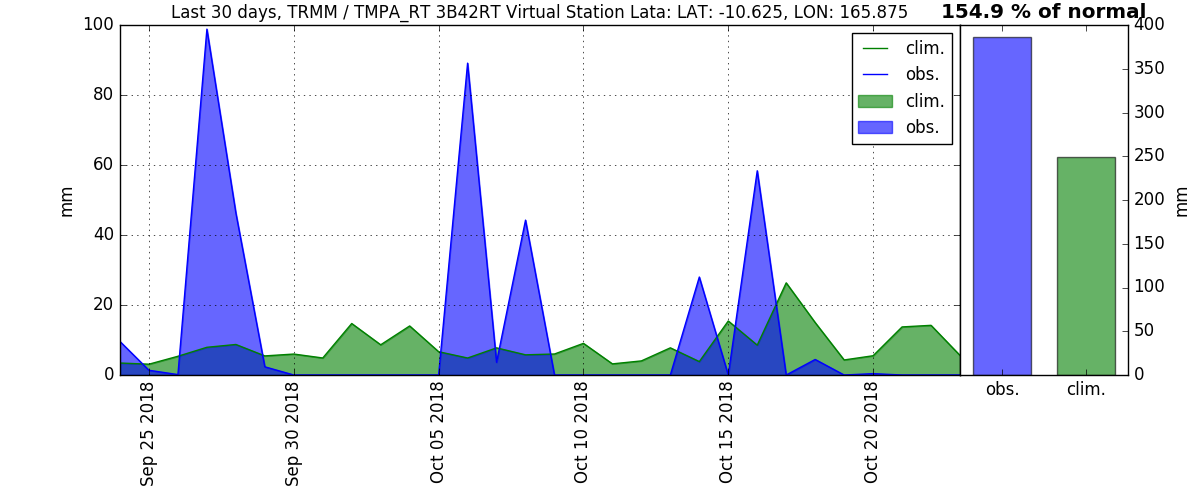 Last 30 days, TRMM / TMPA_RT 3B42RT Virtual Station Lata: LAT: -10.625, LON: 165.875
154.9 % of normal
100
80
60
40
20
0
mm
clim.
obs.
clim.
obs.
Sep 25 2018
Sep 30 2018
Oct 05 2018
Oct 10 2018
Oct 15 2018
Oct 20 2018
400
350
300
250
200
150
100
50
0
mm
obs.
clim.